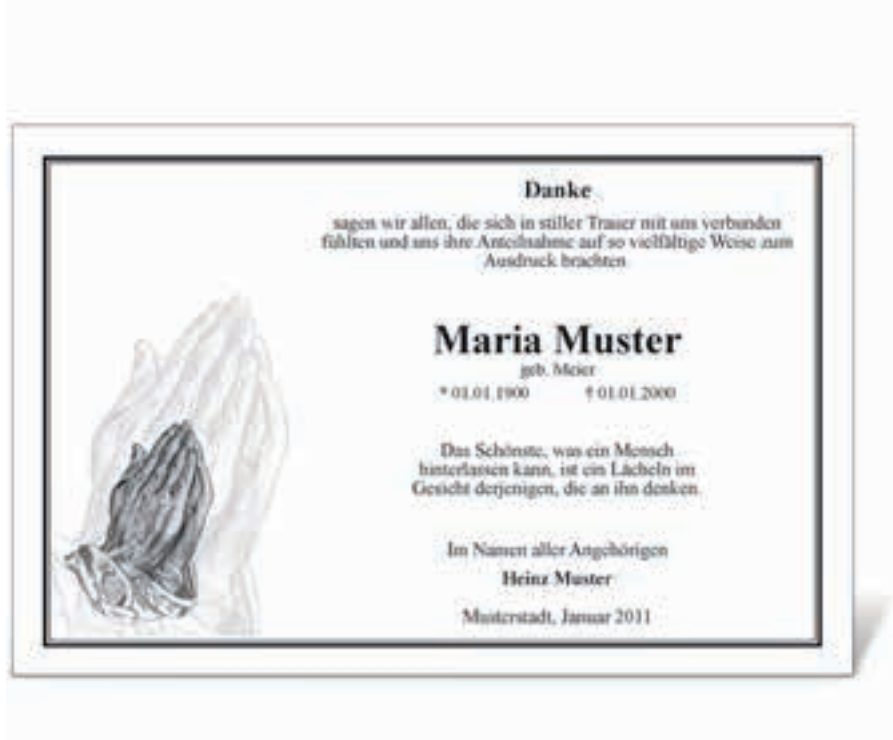 Danke
sagen wir allen, die sich in stiller Trauer mit uns verbunden
fühlten und uns ihre Anteilnahme auf so vielfältige Weise zum
Ausdruck brachten
Maria Muster
geb. Meier
* 01.01.1900 † 01.01.2000
Das Schönste, was ein Mensch
hinterlassen kann, ist ein Lächeln im
Gesicht derjenigen, die an ihn denken.
Im Namen aller Angehörigen
Heinz Muster
Musterstadt, Januar 2011